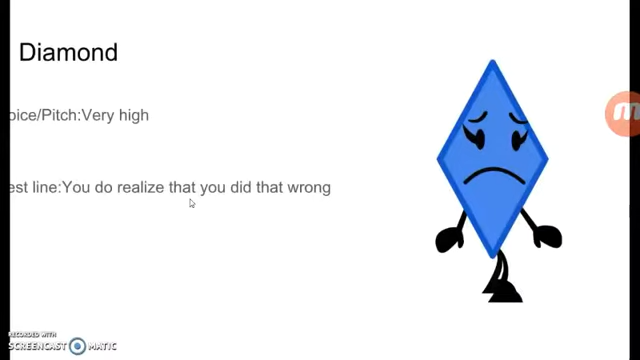 Diamond
oice/Pitch:Very high
est line:You do realize that you did that wrong
RECORDED WITH
SCREENCAST MATIC